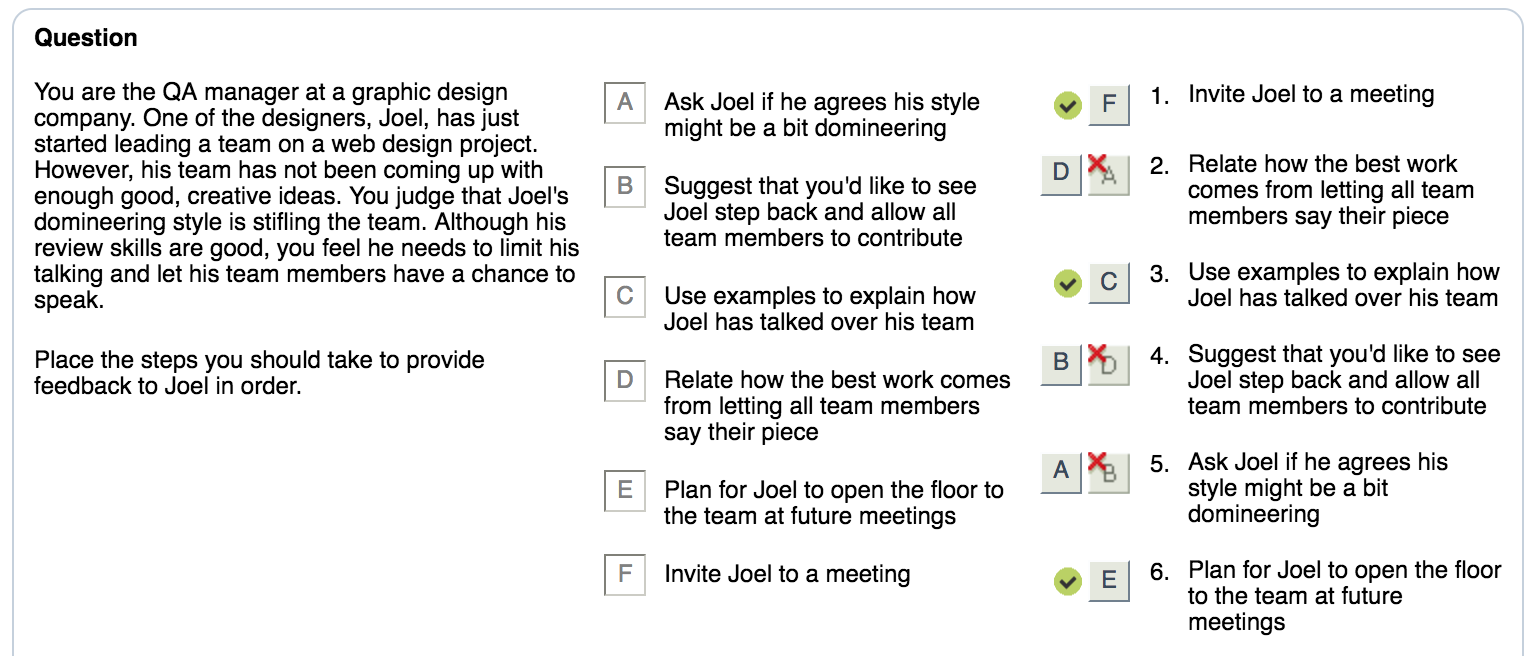 Question
You are the QA manager at a graphic design
company. One of the designers, Joel, has just
started leading a team on a web design project.
However, his team has not been coming up with
enough good, creative ideas. You judge that Joel's
domineering style is stifling the team. Although his
review skills are good, you feel he needs to limit his
talking and let his team members have a chance to
speak.
Place the steps you should take to provide
feedback to Joel in order.
A Ask Joel if he agrees his style
might be a bit domineering
B Suggest that you'd like to see
Joel step back and allow all
team members to contribute
C Use examples to explain how
Joel has talked over his team
D Relate how the best work comes
from letting all team members
say their piece
E Plan for Joel to open the floor to
the team at future meetings
F Invite Joel to a meeting
F 1. Invite Joel to a meeting
D A 2. Relate how the best work
comes from letting all team
members say their piece
C 3. Use examples to explain how
Joel has talked over his team
B D 4. Suggest that you'd like to see
Joel step back and allow all
team members to contribute
A B 5. Ask Joel if he agrees his
style might be a bit
domineering
E 6. Plan for Joel to open the floor
to the team at future
meetings